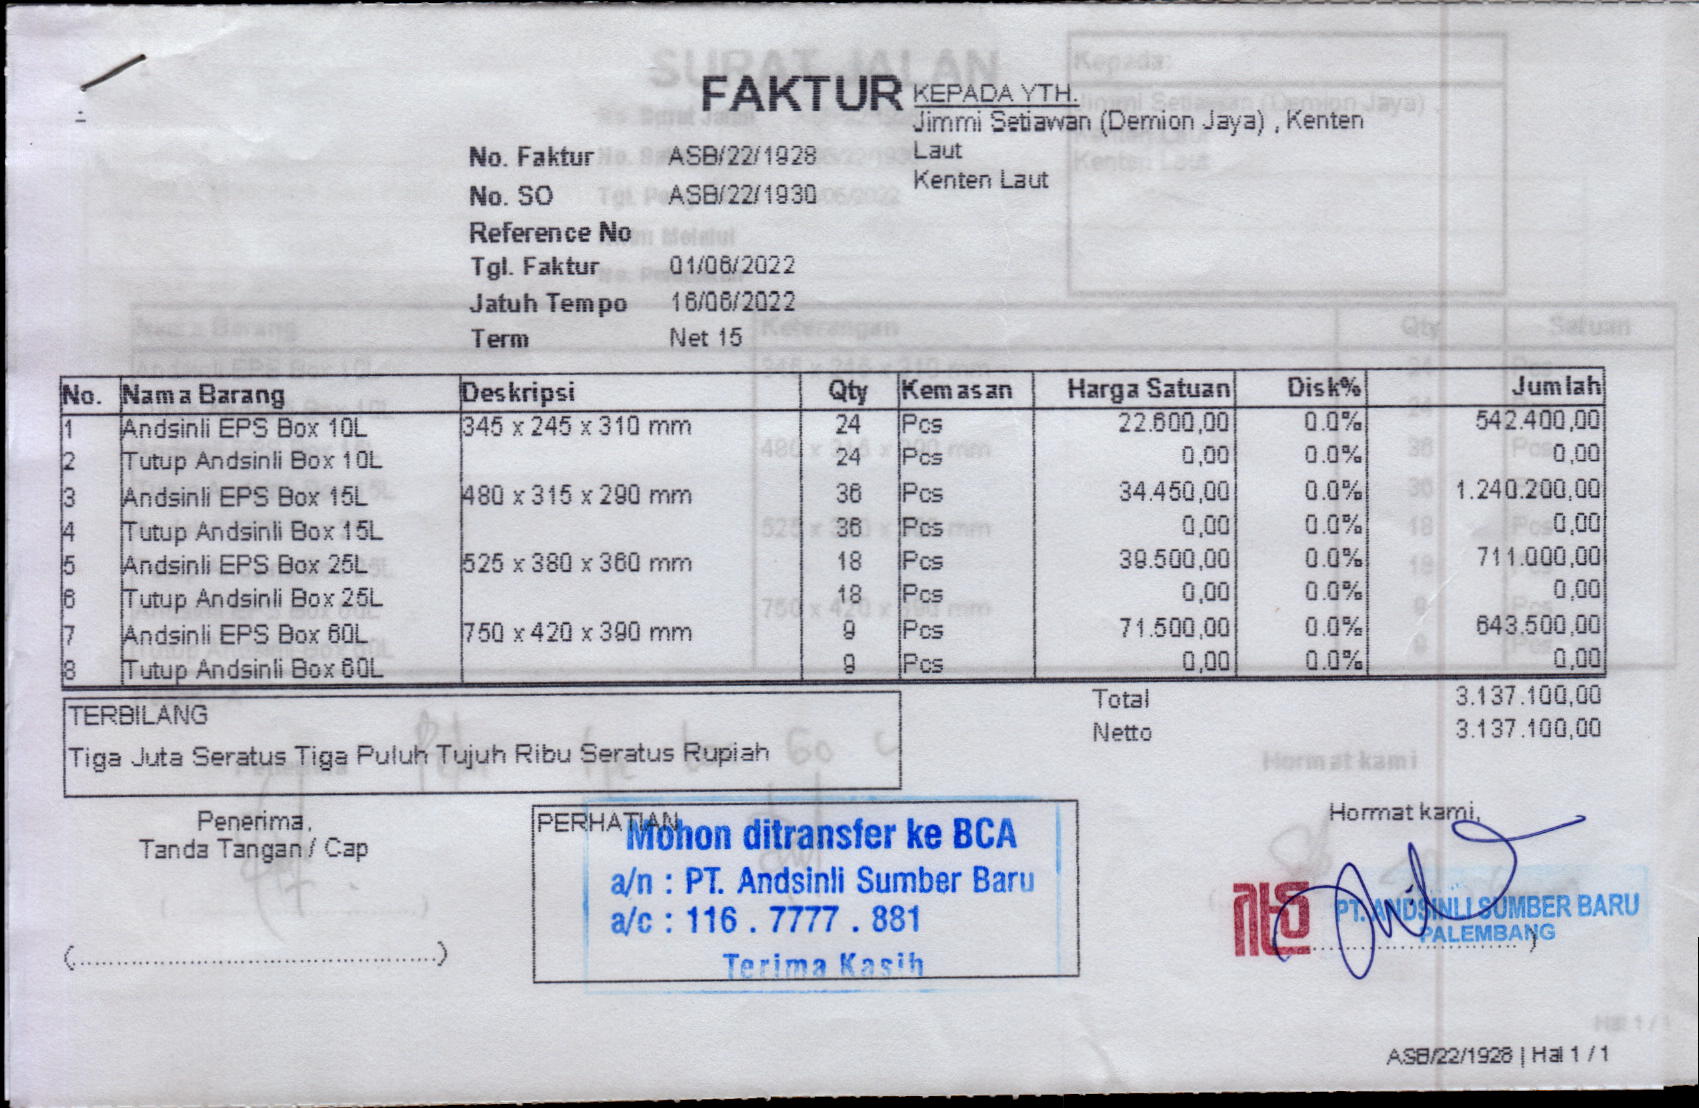 FAKTUR
KEPADA YTH.
Jimmi Setiawan (Demion Jaya) , Kenten
Laut
Kenten Laut
No. Faktur ASB/22/1928
No. SO ASB/22/1930
Reference No
Tgl. Faktur 01/06/2022
Jatuh Tempo 16/06/2022
Term Net 15
No. Nama Barang Deskripsi Qty Kemasan Harga Satuan Disk% Jumlah
1 Andsinli EPS Box 10L 345 x 245 x 310 mm 24 Pcs 22.600,00 0.0% 542.400,00
2 Tutup Andsinli Box 10L 24 Pcs 0,00 0.0% 0,00
3 Andsinli EPS Box 15L 480 x 315 x 290 mm 36 Pcs 34.450,00 0.0% 1.240.200,00
4 Tutup Andsinli Box 15L 36 Pcs 0,00 0.0% 0,00
5 Andsinli EPS Box 25L 525 x 380 x 360 mm 18 Pcs 39.500,00 0.0% 711.000,00
6 Tutup Andsinli Box 25L 18 Pcs 0,00 0.0% 0,00
7 Andsinli EPS Box 60L 750 x 420 x 390 mm 9 Pcs 71.500,00 0.0% 643.500,00
8 Tutup Andsinli Box 60L 9 Pcs 0,00 0.0% 0,00
Total 3.137.100,00
Netto 3.137.100,00
TERBILANG
Tiga Juta Seratus Tiga Puluh Tujuh Ribu Seratus Rupiah
Penerima,
Tanda Tangan / Cap
(..............................................)
PERHATIAN
Mohon ditransfer ke BCA
a/n : PT. Andsinli Sumber Baru
a/c : 116 . 7777 . 881
Terima Kasih
Hormat kami,
PT. ANDSINLI SUMBER BARU
PALEMBANG
ASB/22/1928 | Hal 1 / 1